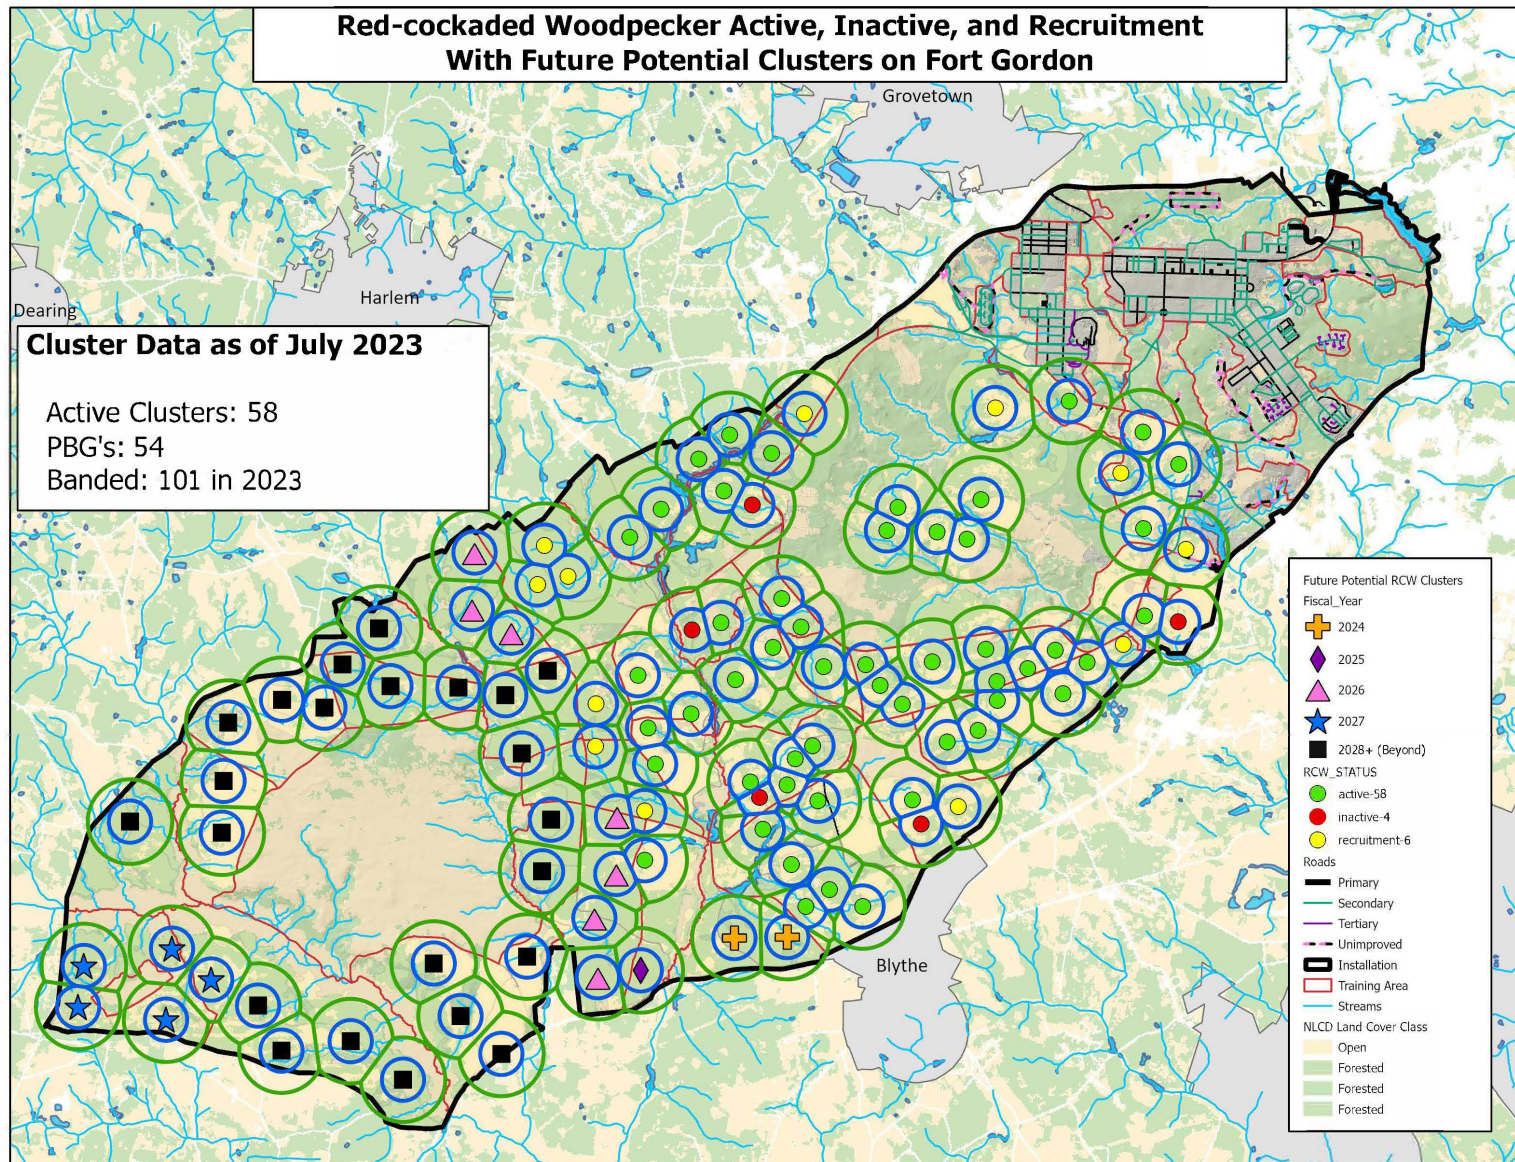 Red-cockaded Woodpecker Active, Inactive, and Recruitment
With Future Potential Clusters on Fort Gordon
Grovetown
Harlem
Dearing
Cluster Data as of July 2023
Active Clusters: 58
PBG's: 54
Banded: 101 in 2023
Blythe
Future Potential RCW Clusters
Fiscal_Year
2024
2025
2026
2027
2028+ (Beyond)
RCW_STATUS
active-58
inactive-4
recruitment-6
Roads
Primary
Secondary
Tertiary
Unimproved
Installation
Training Area
Streams
NLCD Land Cover Class
Open
Forested
Forested
Forested